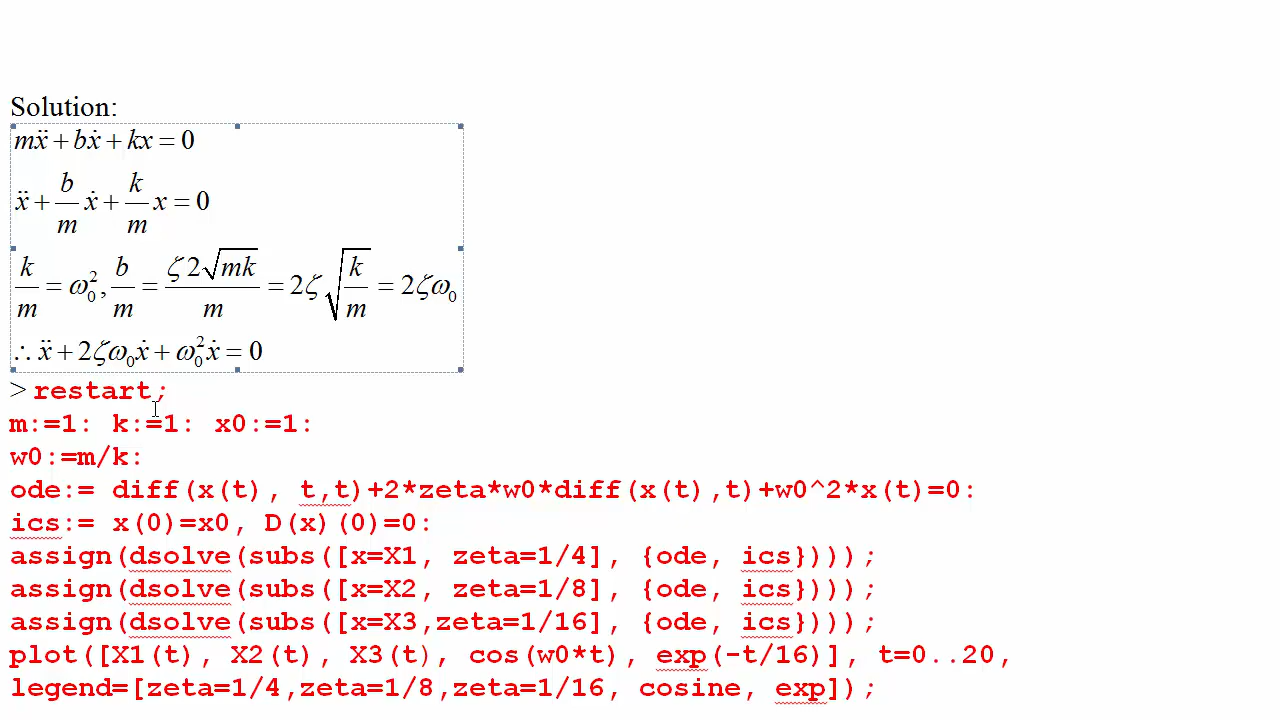 Solution:
mẍ + bẋ + kx = 0
ẍ + b/m ẋ + k/m x = 0
k/m = ω₀², b/m = ζ2√(mk)/m = 2ζ√(k/m) = 2ζω₀
∴ ẍ + 2ζω₀ẋ + ω₀²ẋ = 0
> restart;
m:=1: k:=1: x0:=1:
w0:=m/k:
ode:= diff(x(t), t,t)+2*zeta*w0*diff(x(t),t)+w0^2*x(t)=0:
ics:= x(0)=x0, D(x)(0)=0:
assign(dsolve(subs([x=X1, zeta=1/4], {ode, ics})));
assign(dsolve(subs([x=X2, zeta=1/8], {ode, ics})));
assign(dsolve(subs([x=X3,zeta=1/16], {ode, ics})));
plot([X1(t), X2(t), X3(t), cos(w0*t), exp(-t/16)], t=0..20,
legend=[zeta=1/4,zeta=1/8,zeta=1/16, cosine, exp]);